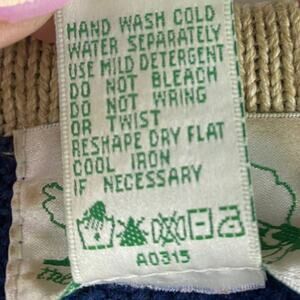 HAND WASH COLD
WATER SEPARATELY
USE MILD DETERGENT
DO NOT BLEACH
DO NOT WRING
OR TWIST
RESHAPE DRY FLAT
COOL IRON
IF NECESSARY
A0315